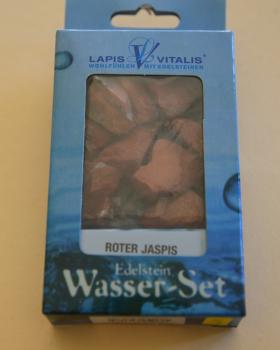 LAPIS VITALIS®
WOHLFÜHLEN MIT EDELSTEINEN
ROTER JASPIS
Edelstein
Wasser-Set